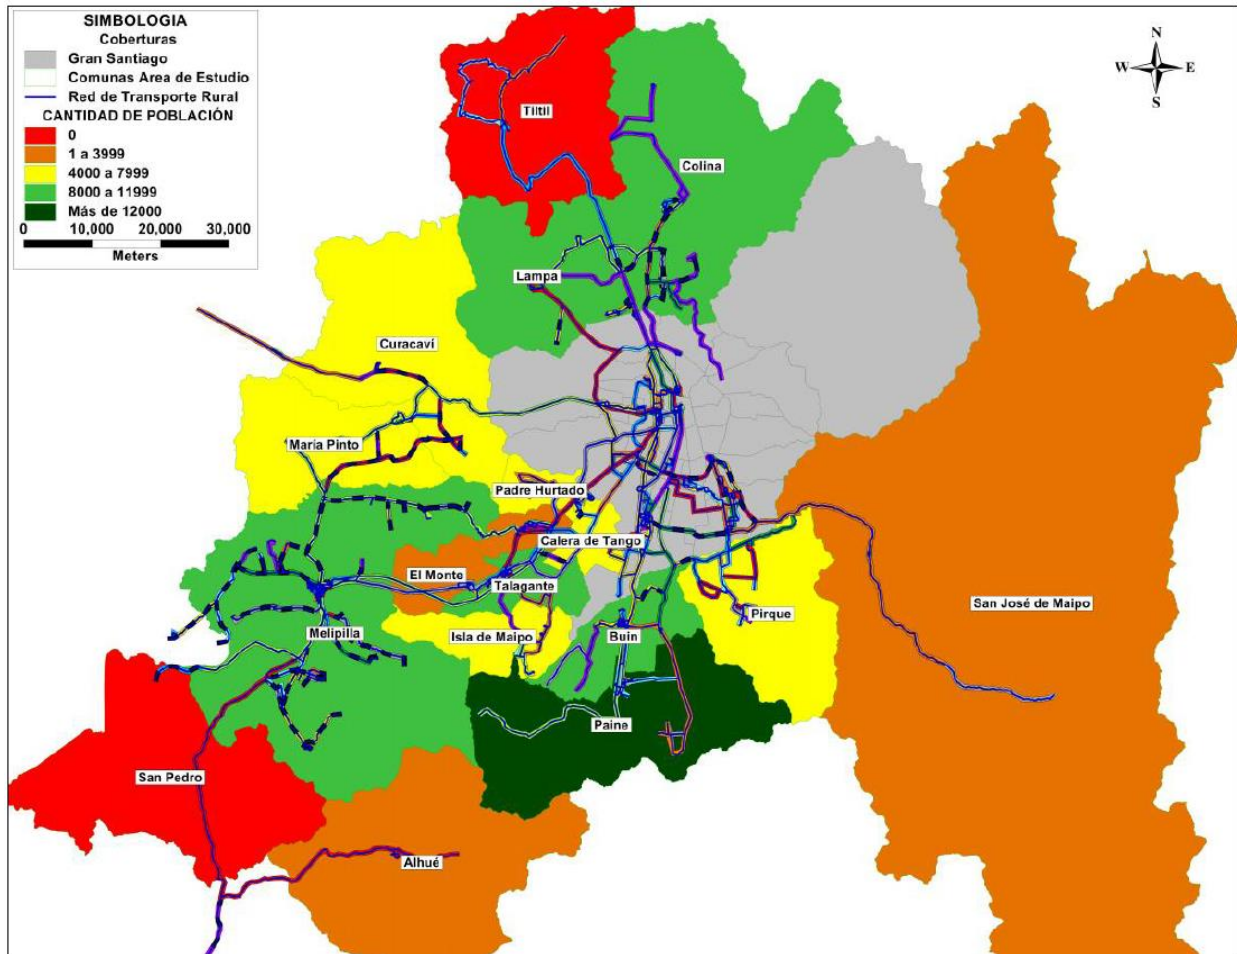 SIMBOLOGIA
Coberturas
Gran Santiago
Comunas Area de Estudio
Red de Transporte Rural
CANTIDAD DE POBLACIÓN
0
1 a 3999
4000 a 7999
8000 a 11999
Más de 12000
0 10,000 20,000 30,000
Meters
N
W E
S
Tiltil
Colina
Lampa
Curacaví
María Pinto
Padre Hurtado
Calera de Tango
El Monte
Talagante
San José de Maipo
Pirque
Isla de Maipo
Buin
Melipilla
Paine
San Pedro
Alhué